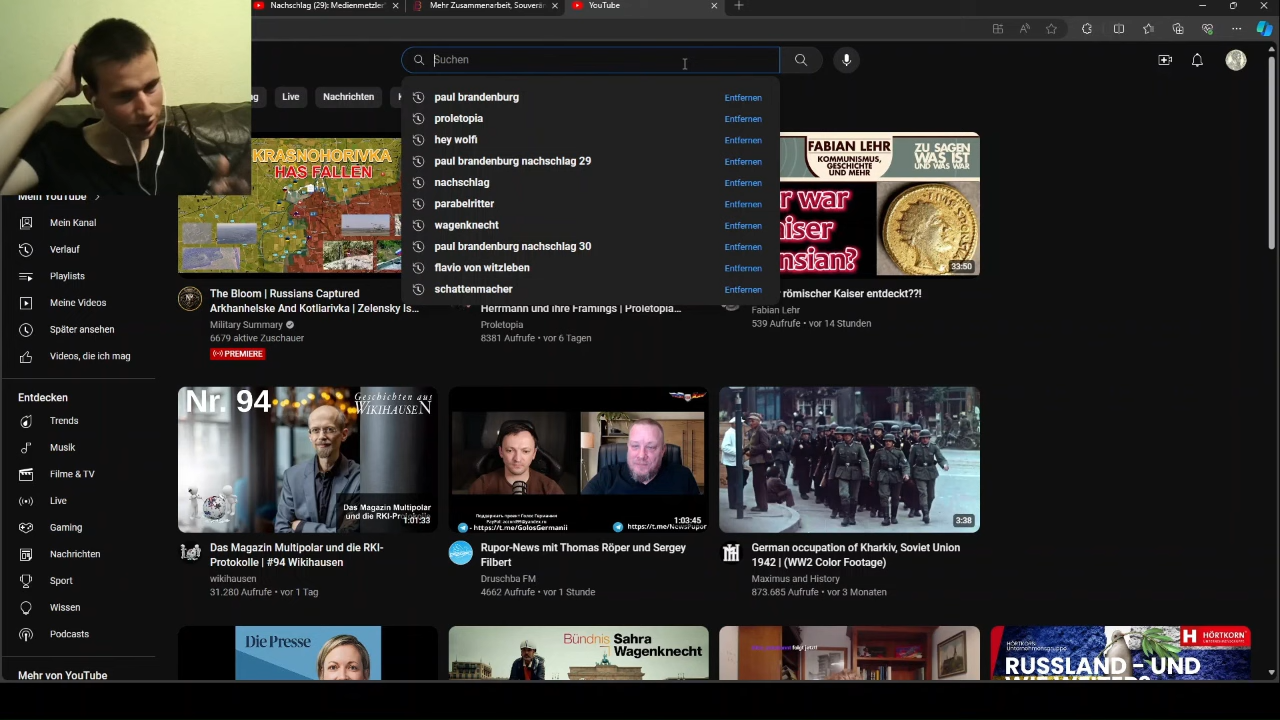 Nachschlag (29): Medienmetzler
Mehr Zusammenarbeit, Souverän
YouTube
Suchen
Live
Nachrichten
paul brandenburg
Entfernen
proletopia
Entfernen
hey wolfi
Entfernen
paul brandenburg nachschlag 29
Entfernen
nachschlag
Entfernen
parabelritter
Entfernen
wagenknecht
Entfernen
paul brandenburg nachschlag 30
Entfernen
flavio von witzleben
Entfernen
schattenmacher
Entfernen
Mein YouTube
Mein Kanal
Verlauf
Playlists
Meine Videos
Später ansehen
Videos, die ich mag
Entdecken
Trends
Musik
Filme & TV
Live
Gaming
Nachrichten
Sport
Wissen
Podcasts
Mehr von YouTube
KRASNOHORIVKA
HAS FALLEN
The Bloom | Russians Captured
Arkhanhelske And Kotliarivka | Zelensky Is...
Military Summary
6679 aktive Zuschauer
PREMIERE
Herrmann und ihre Framings | Proletopia...
Proletopia
8381 Aufrufe • vor 6 Tagen
FABIAN LEHR
KOMMUNISMUS,
GESCHICHTE
UND MEHR
ZU SAGEN
WAS IST
UND WAS WAR
r war
iser
nsian?
33:50
römischer Kaiser entdeckt??!
Fabian Lehr
539 Aufrufe • vor 14 Stunden
Nr. 94
Geschichten aus
WIKIHAUSEN
Das Magazin Multipolar
und die RKI-Protokolle
1:01:33
Das Magazin Multipolar und die RKI-
Protokolle | #94 Wikihausen
wikihausen
31.280 Aufrufe • vor 1 Tag
https://t.me/GolosGermanii
1:03:45
Rupor-News mit Thomas Röper und Sergey
Filbert
Druschba FM
4662 Aufrufe • vor 1 Stunde
3:38
German occupation of Kharkiv, Soviet Union
1942 | (WW2 Color Footage)
Maximus and History
873.685 Aufrufe • vor 3 Monaten
Die Presse
Bündnis Sahra
Wagenknecht
HÖRTKORN
H HÖRTKORN
RUSSLAND - UND